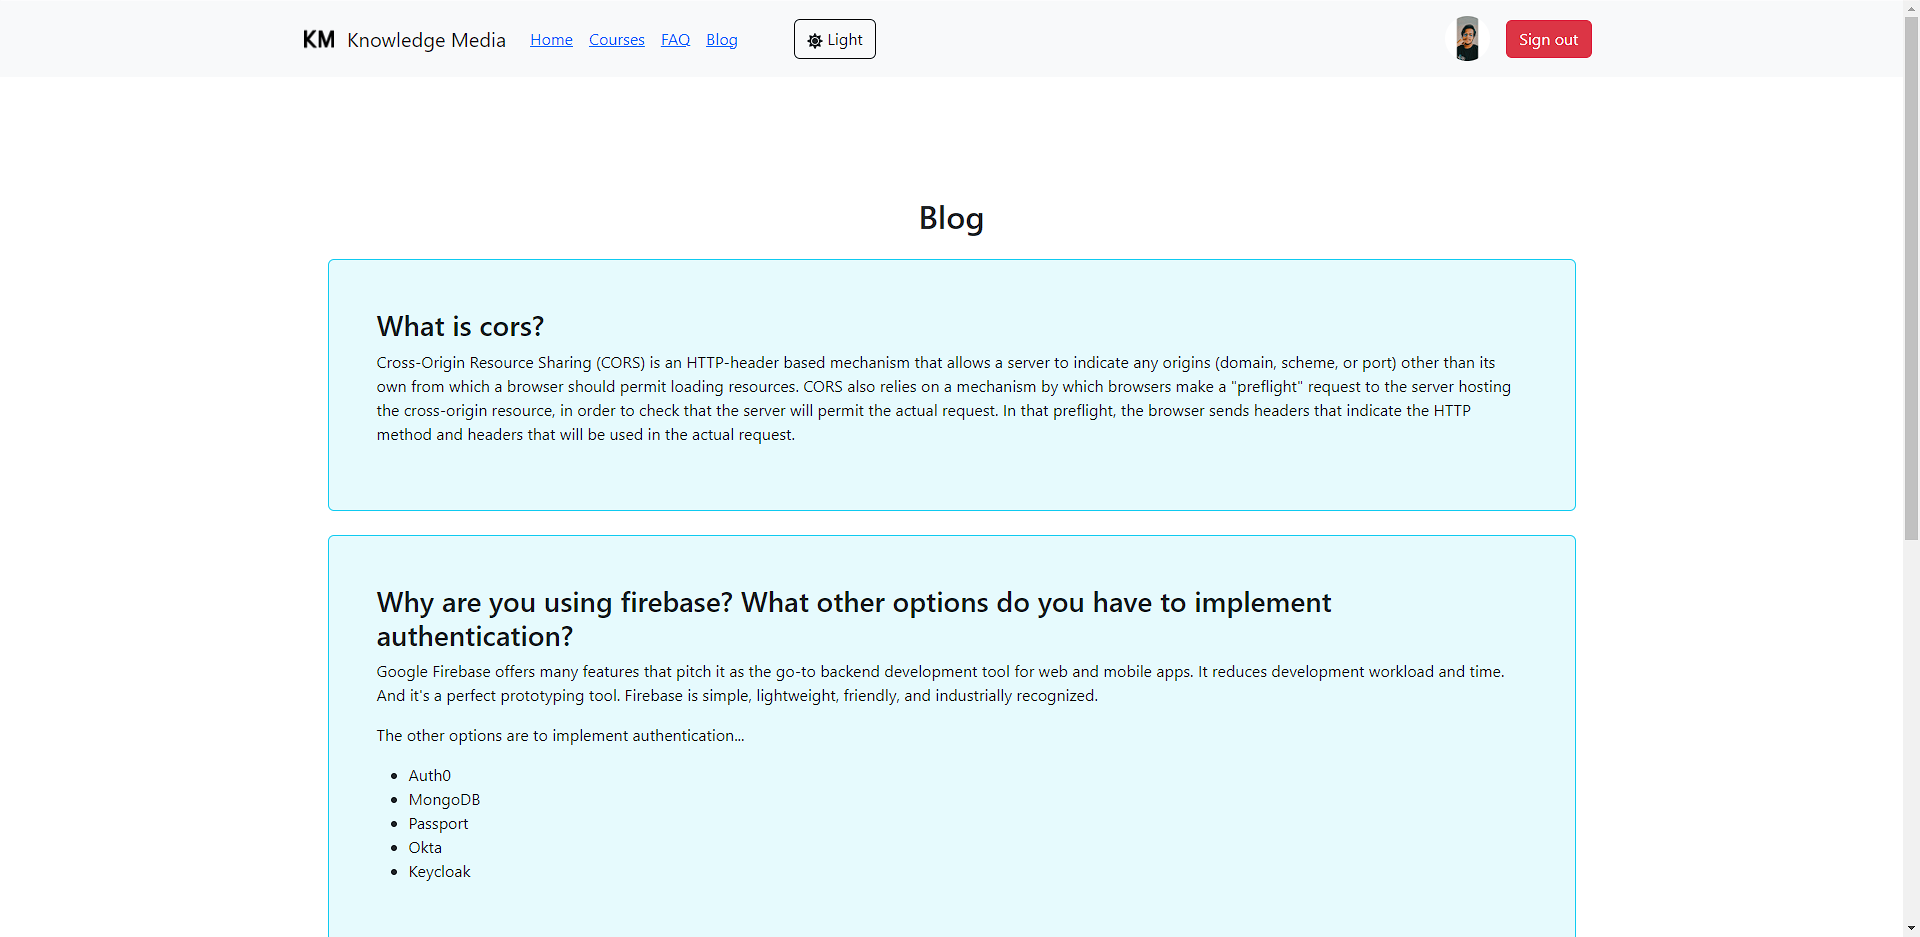 KM Knowledge Media Home Courses FAQ Blog Light Sign out
Blog
What is cors?
Cross-Origin Resource Sharing (CORS) is an HTTP-header based mechanism that allows a server to indicate any origins (domain, scheme, or port) other than its
own from which a browser should permit loading resources. CORS also relies on a mechanism by which browsers make a "preflight" request to the server hosting
the cross-origin resource, in order to check that the server will permit the actual request. In that preflight, the browser sends headers that indicate the HTTP
method and headers that will be used in the actual request.
Why are you using firebase? What other options do you have to implement
authentication?
Google Firebase offers many features that pitch it as the go-to backend development tool for web and mobile apps. It reduces development workload and time.
And it's a perfect prototyping tool. Firebase is simple, lightweight, friendly, and industrially recognized.
The other options are to implement authentication...
• Auth0
• MongoDB
• Passport
• Okta
• Keycloak